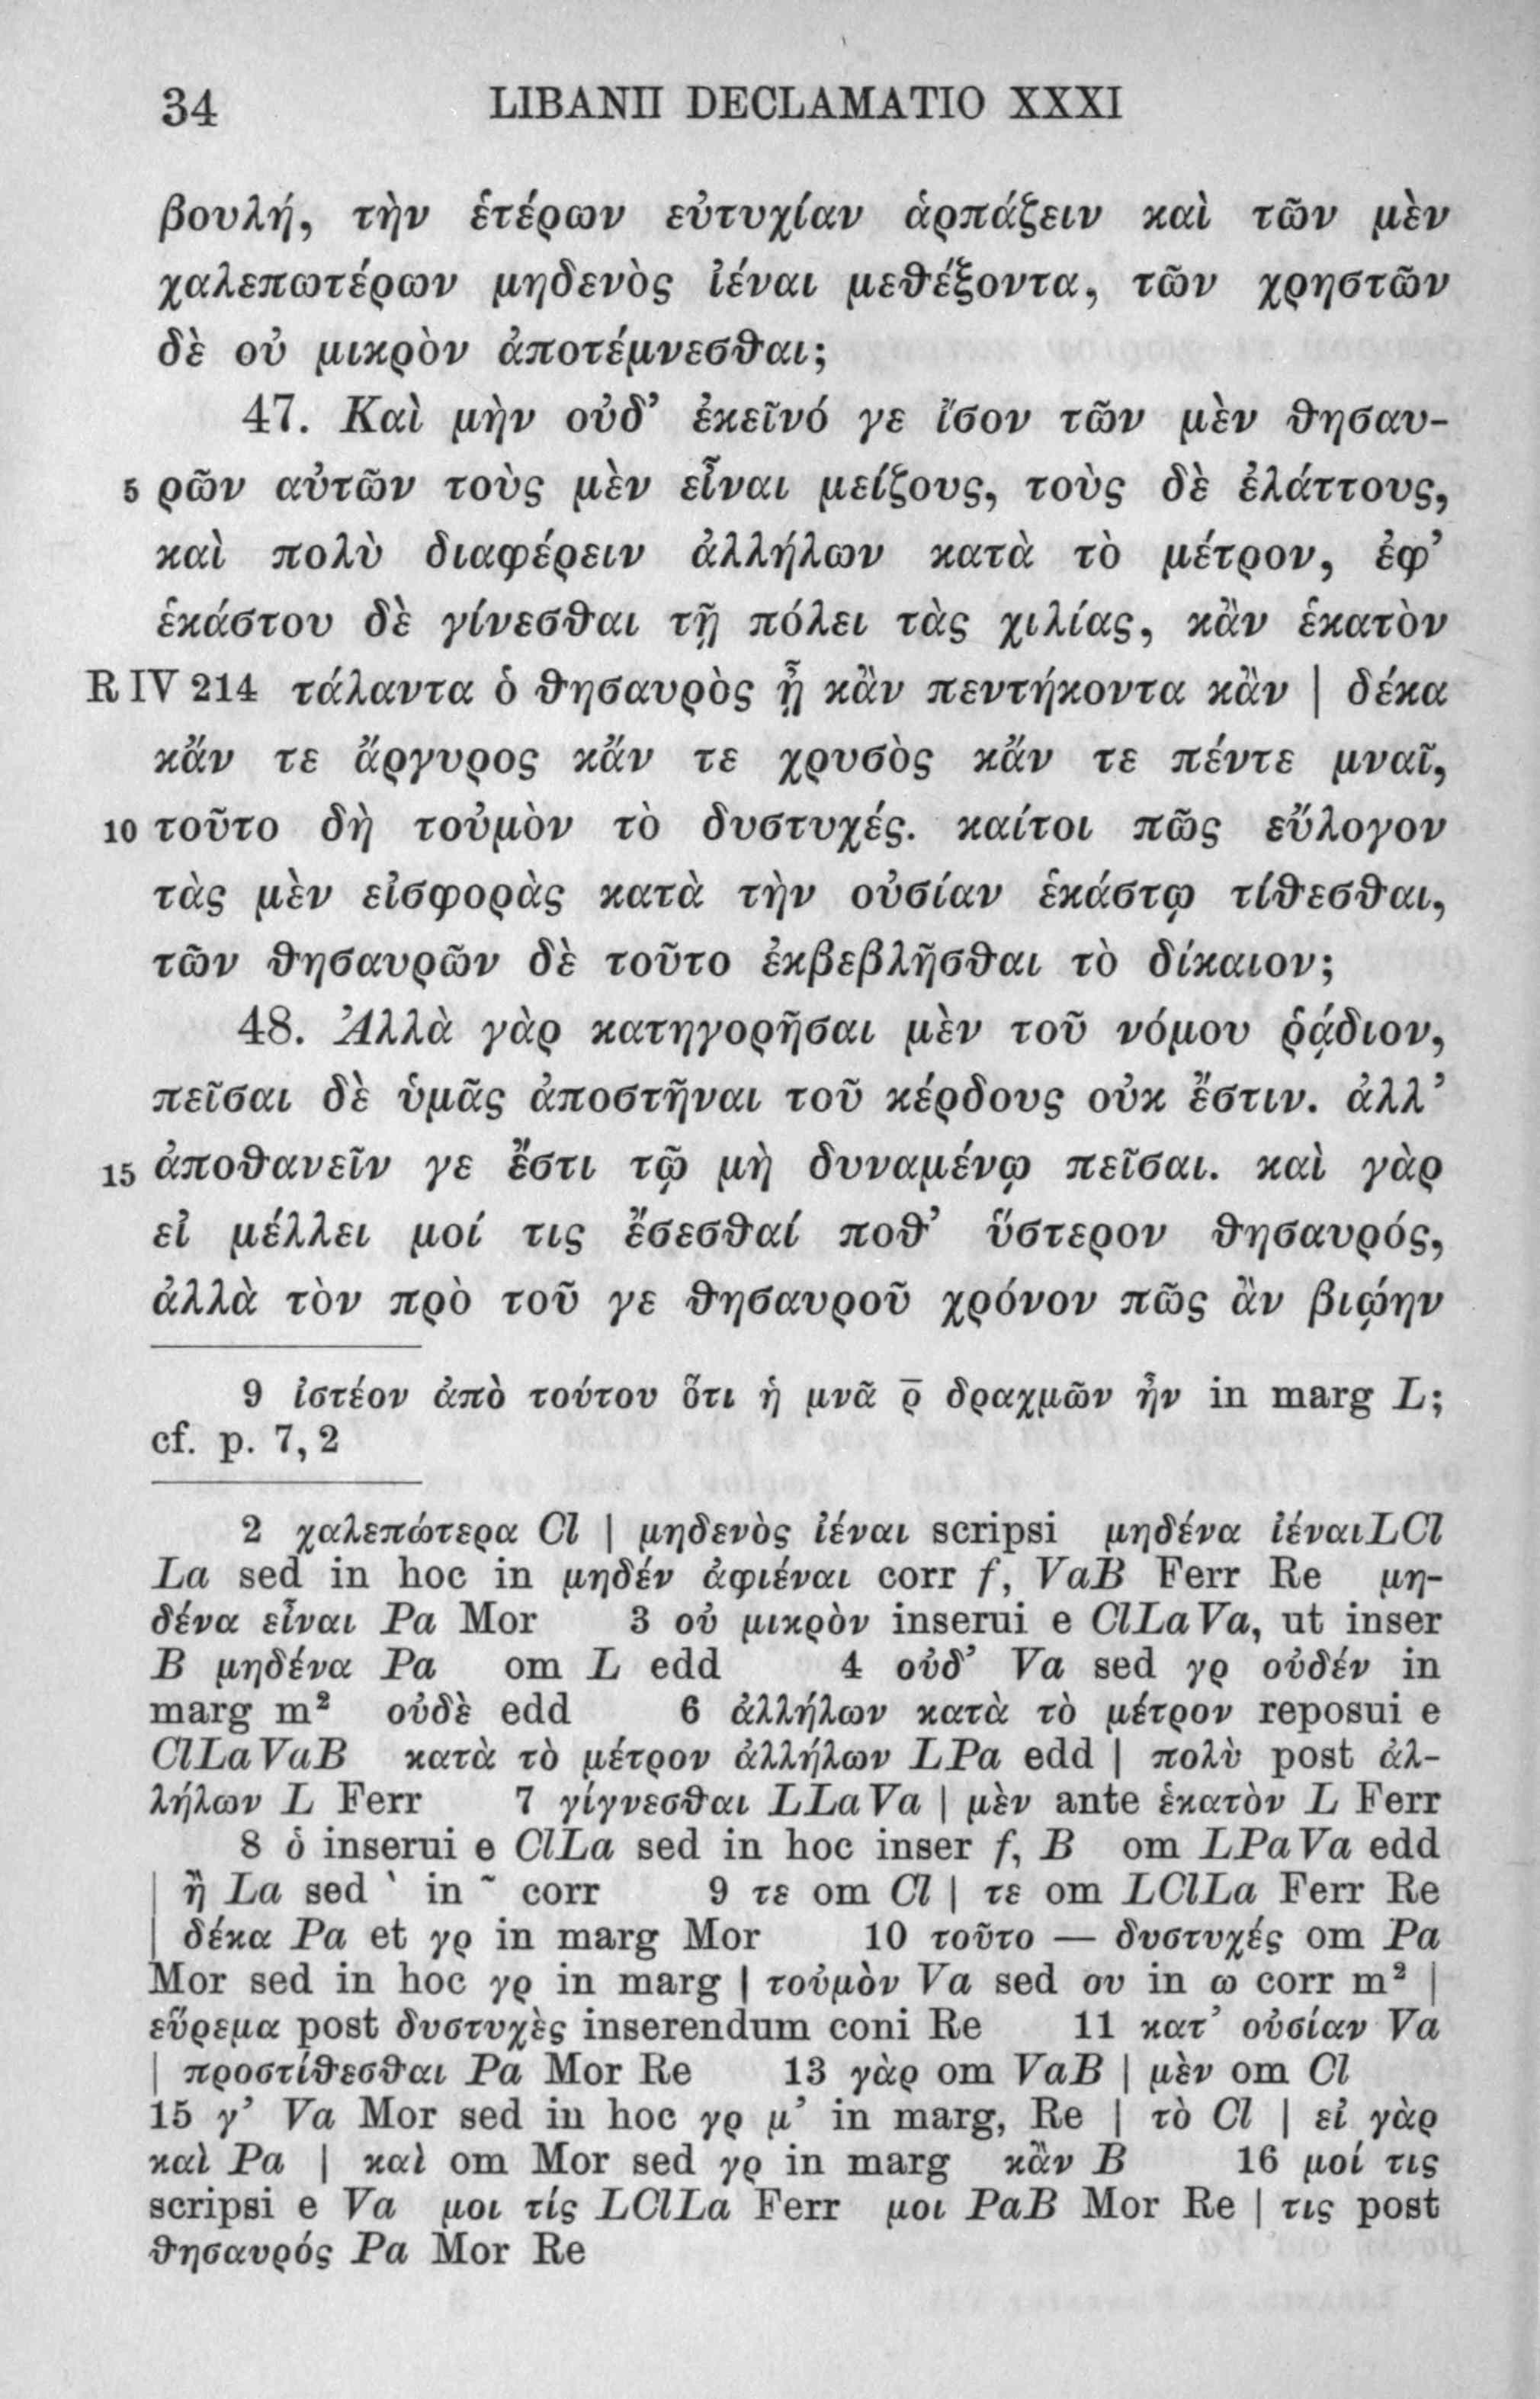 34 LIBANII DECLAMATIO XXXI
βουλή, τὴν ἑτέρων εὐτυχίαν ἁρπάζειν καὶ τῶν μὲν
χαλεπωτέρων μηδενὸς ἰέναι μεθέξοντα, τῶν χρηστῶν
δὲ οὐ μικρὸν ἀποτέμνεσθαι;
47. Καὶ μὴν οὐδ’ ἐκεῖνό γε ἴσον τῶν μὲν θησαυ-
5 ρῶν αὐτῶν τοὺς μὲν εἶναι μείζους, τοὺς δὲ ἐλάττους,
καὶ πολὺ διαφέρειν ἀλλήλων κατὰ τὸ μέτρον, ἐφ’
ἑκάστου δὲ γίνεσθαι τῇ πόλει τὰς χιλίας, κἂν ἑκατὸν
R IV 214 τάλαντα ὁ θησαυρὸς ᾖ κἂν πεντήκοντα κἂν | δέκα
κἄν τε ἄργυρος κἄν τε χρυσὸς κἄν τε πέντε μναῖ,
10 τοῦτο δὴ τοὐμὸν τὸ δυστυχές. καίτοι πῶς εὔλογον
τὰς μὲν εἰσφορὰς κατὰ τὴν οὐσίαν ἑκάστῳ τίθεσθαι,
τῶν θησαυρῶν δὲ τοῦτο ἐκβεβλῆσθαι τὸ δίκαιον;
48. Ἀλλὰ γὰρ κατηγορῆσαι μὲν τοῦ νόμου ῥᾴδιον,
πεῖσαι δὲ ὑμᾶς ἀποστῆναι τοῦ κέρδους οὐκ ἔστιν. ἀλλ’
15 ἀποθανεῖν γε ἔστι τῷ μὴ δυναμένῳ πεῖσαι. καὶ γὰρ
εἰ μέλλει μοί τις ἔσεσθαί ποθ’ ὕστερον θησαυρός,
ἀλλὰ τὸν πρὸ τοῦ γε θησαυροῦ χρόνον πῶς ἂν βιῴην
9 ἰστέον ἀπὸ τούτου ὅτι ἡ μνᾶ ρ̅ δραχμῶν ἦν in marg L;
cf. p. 7,2
2 χαλεπώτερα Cl | μηδενὸς ἰέναι scripsi μηδένα ἰέναι LCl
La sed in hoc in μηδέν ἀφιέναι corr f, VaB Ferr Re μη-
δένα εἶναι Pa Mor 3 οὐ μικρὸν inserui e ClLaVa, ut inser
B μηδένα Pa om L edd 4 οὐδ’ Va sed γρ οὐδέν in
marg m² οὐδὲ edd 6 ἀλλήλων κατὰ τὸ μέτρον reposui e
ClLaVaB κατὰ τὸ μέτρον ἀλλήλων LPa edd | πολὺ post ἀλ-
λήλων L Ferr 7 γίγνεσθαι LLaVa | μὲν ante ἑκατὸν L Ferr
8 ὁ inserui e ClLa sed in hoc inser f, B om LPaVa edd
| ἢ La sed ` in ῀ corr 9 τε om Cl | τε om LClLa Ferr Re
| δέκα Pa et γρ in marg Mor 10 τοῦτο — δυστυχές om Pa
Mor sed in hoc γρ in marg | τοὐμὸν Va sed ου in ω corr m² |
εὕρεμα post δυστυχὲς inserendum coni Re 11 κατ’ οὐσίαν Va
| προστίθεσθαι Pa Mor Re 13 γὰρ om VaB | μὲν om Cl
15 γ’ Va Mor sed in hoc γρ μ’ in marg, Re | τὸ Cl | εἰ γὰρ
καὶ Pa | καὶ om Mor sed γρ in marg κἂν B 16 μοί τις
scripsi e Va μοι τίς LClLa Ferr μοι PaB Mor Re | τις post
θησαυρός Pa Mor Re